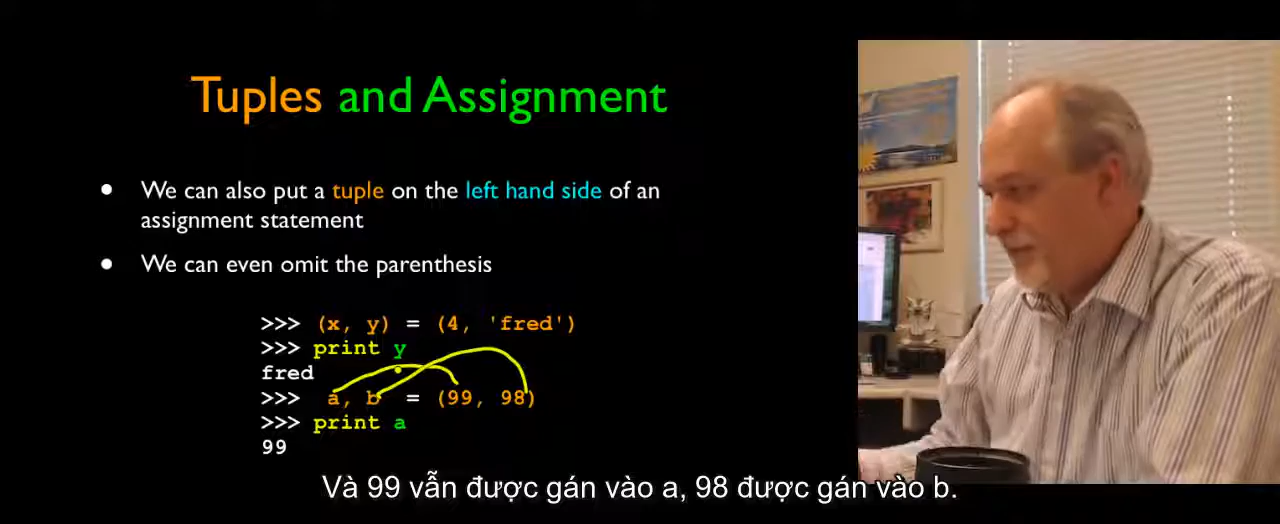 Tuples and Assignment
• We can also put a tuple on the left hand side of an
assignment statement
• We can even omit the parenthesis
>>> (x, y) = (4, 'fred')
>>> print y
fred
>>> a, b = (99, 98)
>>> print a
99
Và 99 vẫn được gán vào a, 98 được gán vào b.